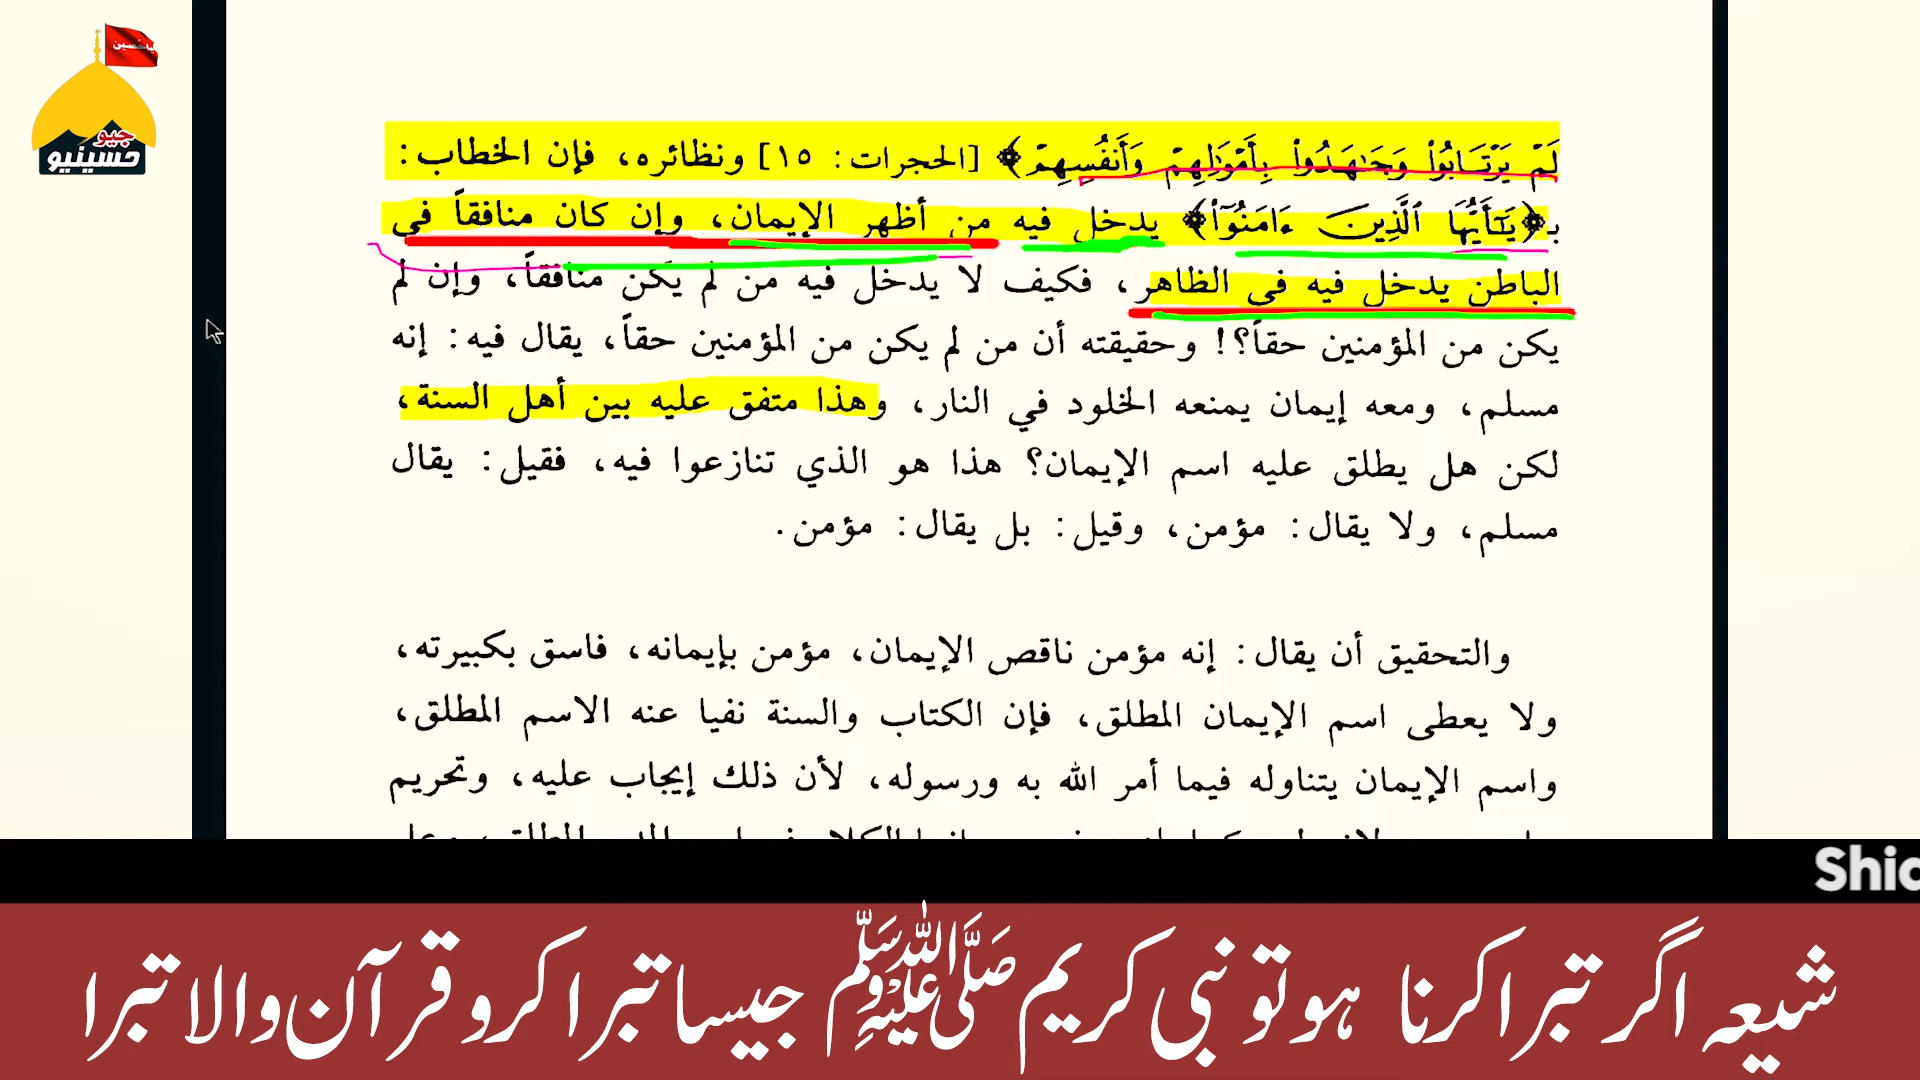 يا حسين
جيو
حسینیو
لَمْ يَرْتَابُوا۟ وَجَـٰهَدُوا۟ بِأَمْوَٰلِهِمْ وَأَنفُسِهِمْ﴾ [الحجرات: ١٥] ونظائره، فإن الخطاب:
بـ﴿يَـٰٓأَيُّهَا ٱلَّذِينَ ءَامَنُوٓا۟﴾ يدخل فيه من أظهر الإيمان، وإن كان منافقاً في
الباطن يدخل فيه في الظاهر، فكيف لا يدخل فيه من لم يكن منافقاً، وإن لم
يكن من المؤمنين حقاً؟! وحقيقته أن من لم يكن من المؤمنين حقاً، يقال فيه: إنه
مسلم، ومعه إيمان يمنعه الخلود في النار، وهذا متفق عليه بين أهل السنة،
لكن هل يطلق عليه اسم الإيمان؟ هذا هو الذي تنازعوا فيه، فقيل: يقال
مسلم، ولا يقال: مؤمن، وقيل: بل يقال: مؤمن.
والتحقيق أن يقال: إنه مؤمن ناقص الإيمان، مؤمن بإيمانه، فاسق بكبيرته،
ولا يعطى اسم الإيمان المطلق، فإن الكتاب والسنة نفيا عنه الاسم المطلق،
واسم الإيمان يتناوله فيما أمر الله به ورسوله، لأن ذلك إيجاب عليه، وتحريم
Shia
شیعہ اگر تبرا کرنا ہو تو نبی کریم صَلَّى اللهُ عَلَيْهِ وَسَلَّم جیسا تبرا کرو قرآن والا تبرا